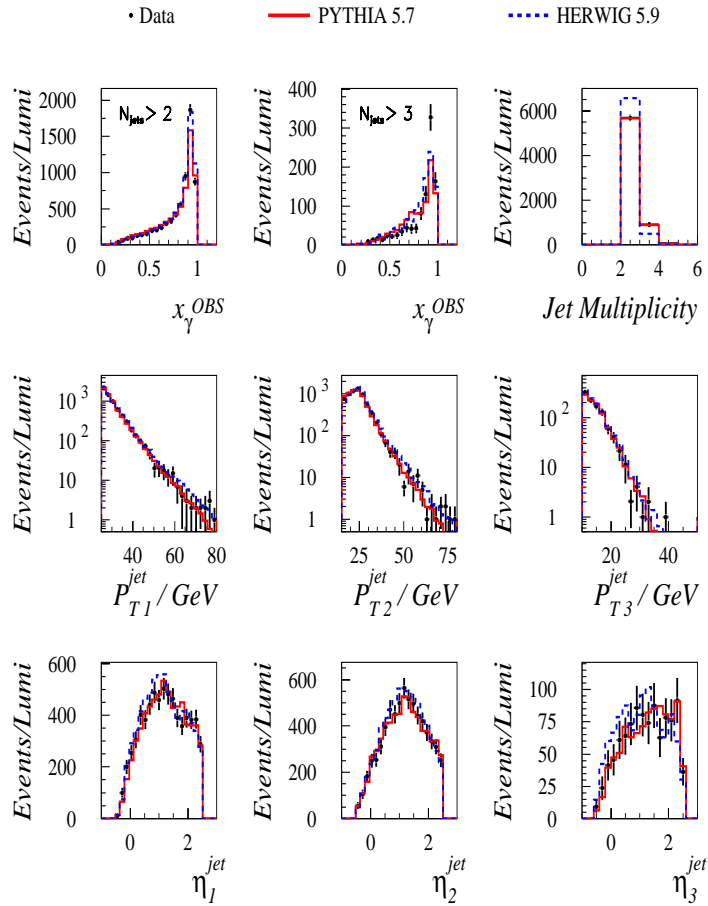 Data
PYTHIA 5.7
HERWIG 5.9
Events/Lumi
2000
1500
1000
500
0
N_jets > 2
0 0.5 1
x_γ^OBS
Events/Lumi
400
300
200
100
0
N_jets > 3
0 0.5 1
x_γ^OBS
Events/Lumi
6000
4000
2000
0
0 2 4 6
Jet Multiplicity
Events/Lumi
10^3
10^2
10
1
40 60 80
P_T1^jet / GeV
Events/Lumi
10^3
10^2
10
1
25 50 75
P_T2^jet / GeV
Events/Lumi
10^2
10
1
20 40
P_T3^jet / GeV
Events/Lumi
600
400
200
0
0 2
η_1^jet
Events/Lumi
600
400
200
0
0 2
η_2^jet
Events/Lumi
100
75
50
25
0
0 2
η_3^jet